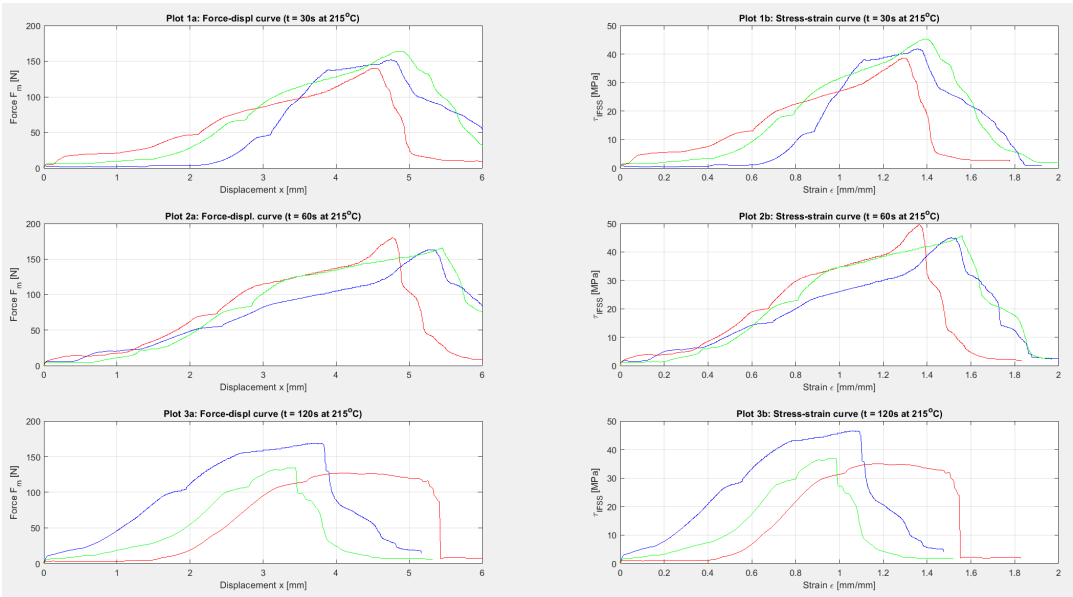 Plot 1a: Force-displ curve (t = 30s at 215°C)
200
150
100
50
0
Force F_m [N]
0 1 2 3 4 5 6
Displacement x [mm]
Plot 1b: Stress-strain curve (t = 30s at 215°C)
50
40
30
20
10
0
τ_IFSS [MPa]
0 0.2 0.4 0.6 0.8 1 1.2 1.4 1.6 1.8 2
Strain ϵ [mm/mm]
Plot 2a: Force-displ. curve (t = 60s at 215°C)
200
150
100
50
0
Force F_m [N]
0 1 2 3 4 5 6
Displacement x [mm]
Plot 2b: Stress-strain curve (t = 60s at 215°C)
50
40
30
20
10
0
τ_IFSS [MPa]
0 0.2 0.4 0.6 0.8 1 1.2 1.4 1.6 1.8 2
Strain ϵ [mm/mm]
Plot 3a: Force-displ curve (t = 120s at 215°C)
200
150
100
50
0
Force F_m [N]
0 1 2 3 4 5 6
Displacement x [mm]
Plot 3b: Stress-strain curve (t = 120s at 215°C)
50
40
30
20
10
0
τ_IFSS [MPa]
0 0.2 0.4 0.6 0.8 1 1.2 1.4 1.6 1.8 2
Strain ϵ [mm/mm]